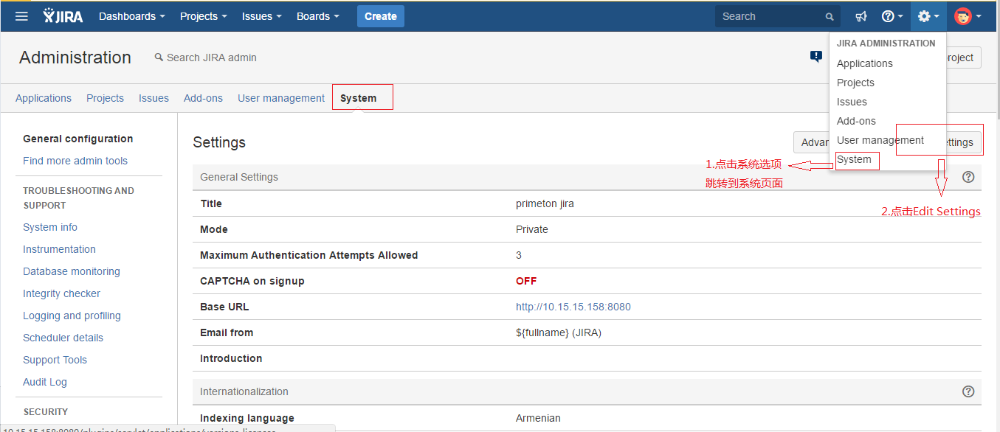 JIRA Dashboards Projects Issues Boards Create Search
Administration Search JIRA admin
JIRA ADMINISTRATION
Applications
Projects
Issues
Add-ons
User management
System
roject
Applications Projects Issues Add-ons User management System
General configuration
Find more admin tools
TROUBLESHOOTING AND
SUPPORT
System info
Instrumentation
Database monitoring
Integrity checker
Logging and profiling
Scheduler details
Support Tools
Audit Log
SECURITY
Settings
Advan
ttings
1.点击系统选项
跳转到系统页面
2.点击Edit Settings
General Settings
Title primeton jira
Mode Private
Maximum Authentication Attempts Allowed 3
CAPTCHA on signup OFF
Base URL http://10.15.15.158:8080
Email from ${fullname} (JIRA)
Introduction
Internationalization
Indexing language Armenian